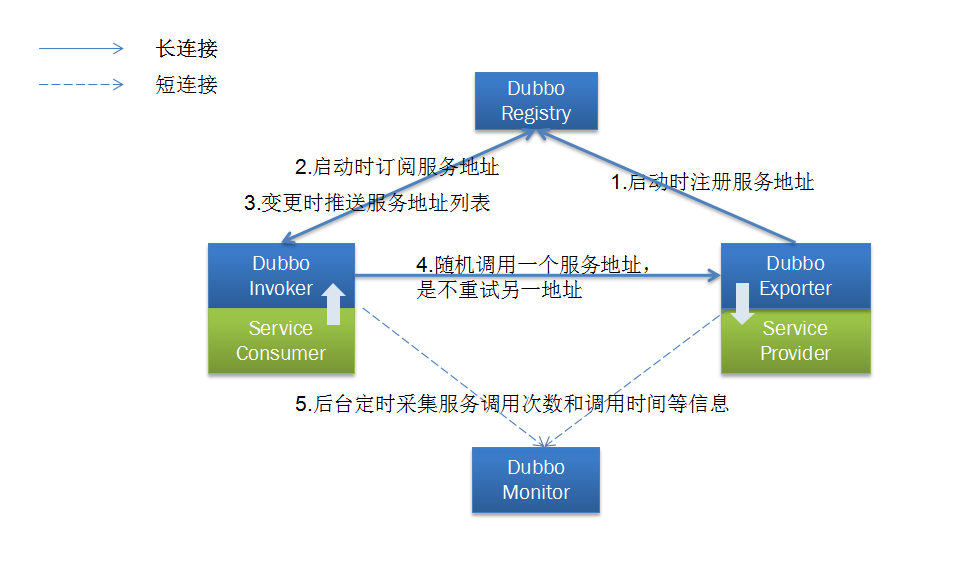 长连接
短连接
Dubbo
Registry
2.启动时订阅服务地址
1.启动时注册服务地址
3.变更时推送服务地址列表
Dubbo
Invoker
4.随机调用一个服务地址，
是不重试另一地址
Dubbo
Exporter
Service
Consumer
Service
Provider
5.后台定时采集服务调用次数和调用时间等信息
Dubbo
Monitor